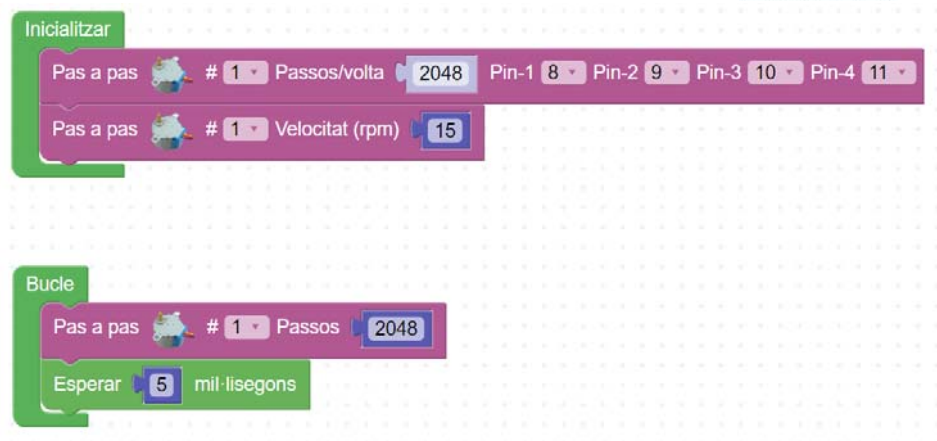 Inicialitzar
Pas a pas # 1 Passos/volta 2048 Pin-1 8 Pin-2 9 Pin-3 10 Pin-4 11
Pas a pas # 1 Velocitat (rpm) 15
Bucle
Pas a pas # 1 Passos 2048
Esperar 5 mil·lisegons